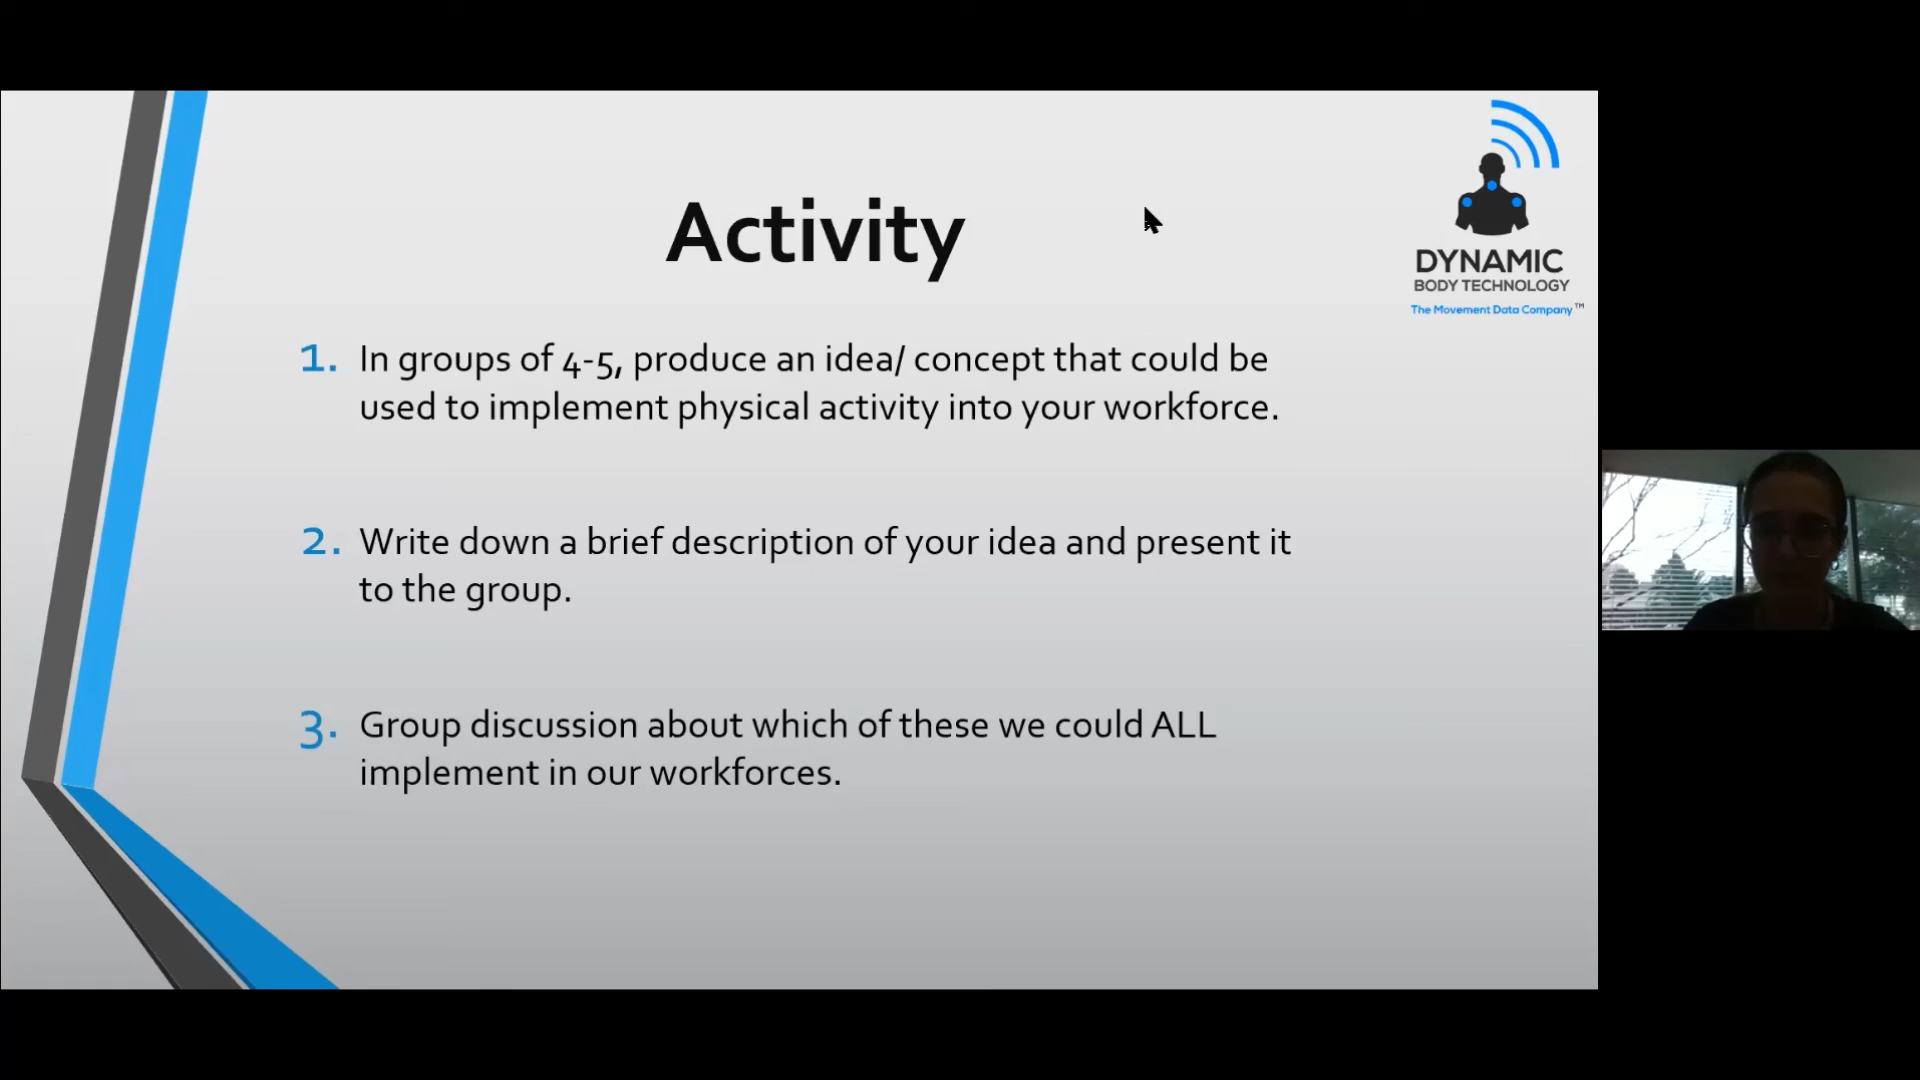 Activity
DYNAMIC
BODY TECHNOLOGY
The Movement Data Company™
1. In groups of 4-5, produce an idea/ concept that could be
used to implement physical activity into your workforce.
2. Write down a brief description of your idea and present it
to the group.
3. Group discussion about which of these we could ALL
implement in our workforces.